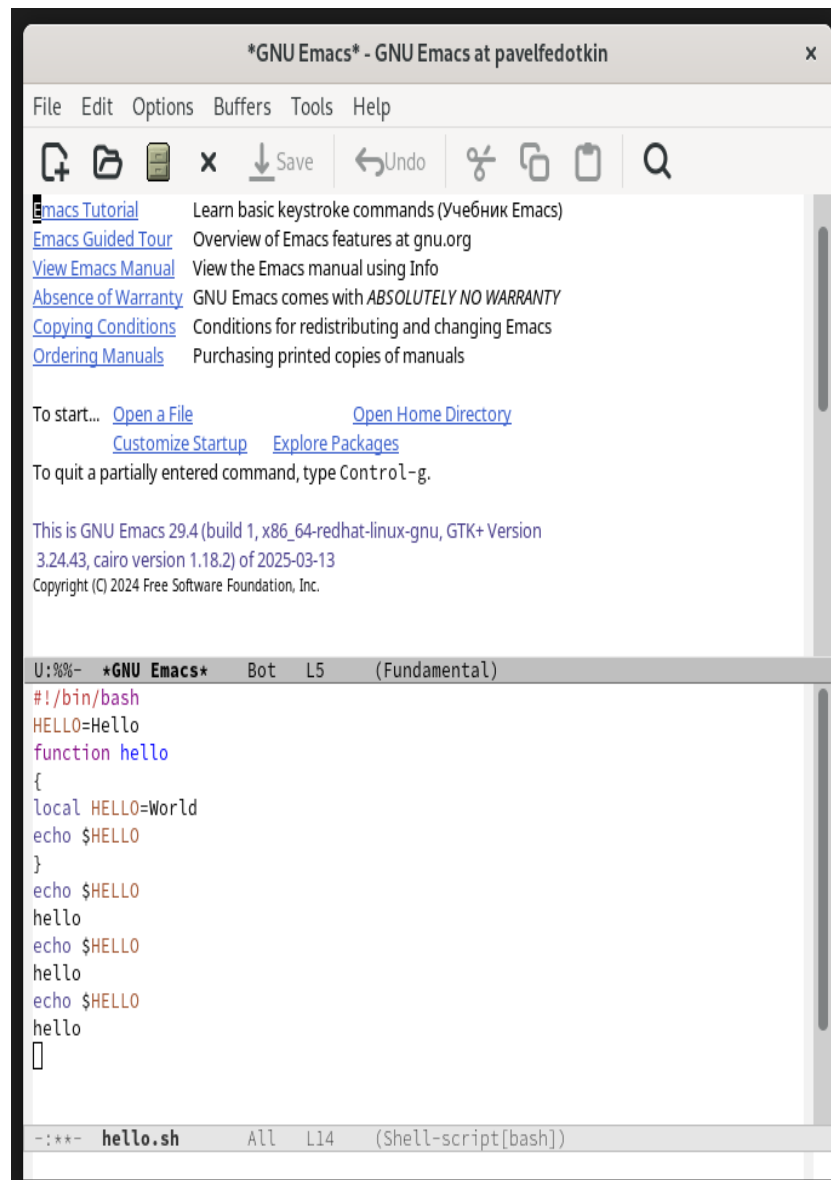 *GNU Emacs* - GNU Emacs at pavelfedotkin
File Edit Options Buffers Tools Help
Save Undo
Emacs Tutorial Learn basic keystroke commands (Учебник Emacs)
Emacs Guided Tour Overview of Emacs features at gnu.org
View Emacs Manual View the Emacs manual using Info
Absence of Warranty GNU Emacs comes with ABSOLUTELY NO WARRANTY
Copying Conditions Conditions for redistributing and changing Emacs
Ordering Manuals Purchasing printed copies of manuals
To start... Open a File Open Home Directory
Customize Startup Explore Packages
To quit a partially entered command, type Control-g.
This is GNU Emacs 29.4 (build 1, x86_64-redhat-linux-gnu, GTK+ Version
3.24.43, cairo version 1.18.2) of 2025-03-13
Copyright (C) 2024 Free Software Foundation, Inc.
U:%%- *GNU Emacs* Bot L5 (Fundamental)
#!/bin/bash
HELLO=Hello
function hello
{
local HELLO=World
echo $HELLO
}
echo $HELLO
hello
echo $HELLO
hello
echo $HELLO
hello
-:**- hello.sh All L14 (Shell-script[bash])